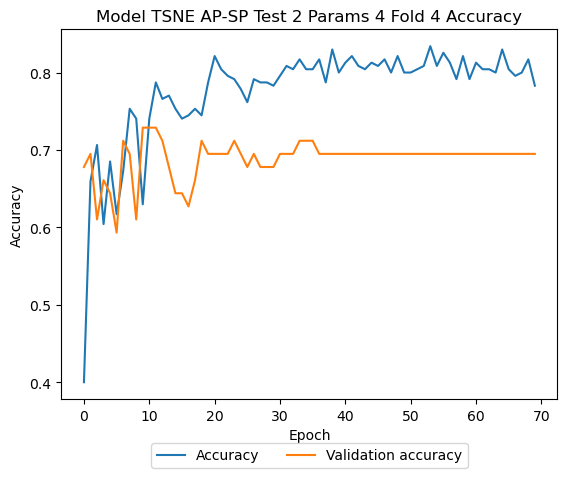 Model TSNE AP-SP Test 2 Params 4 Fold 4 Accuracy
0.8
0.7
0.6
0.5
0.4
Accuracy
0 10 20 30 40 50 60 70
Epoch
Accuracy Validation accuracy